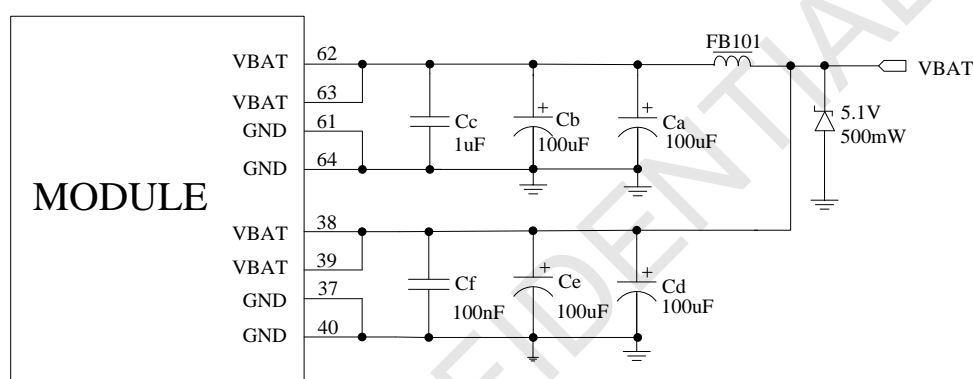 FB101
VBAT 62
VBAT
VBAT 63
5.1V
500mW
GND 61
Cc
1uF
Cb
100uF
Ca
100uF
GND 64
MODULE
VBAT 38
VBAT 39
GND 37
Cf
100nF
Ce
100uF
Cd
100uF
GND 40
FIDENTIAL